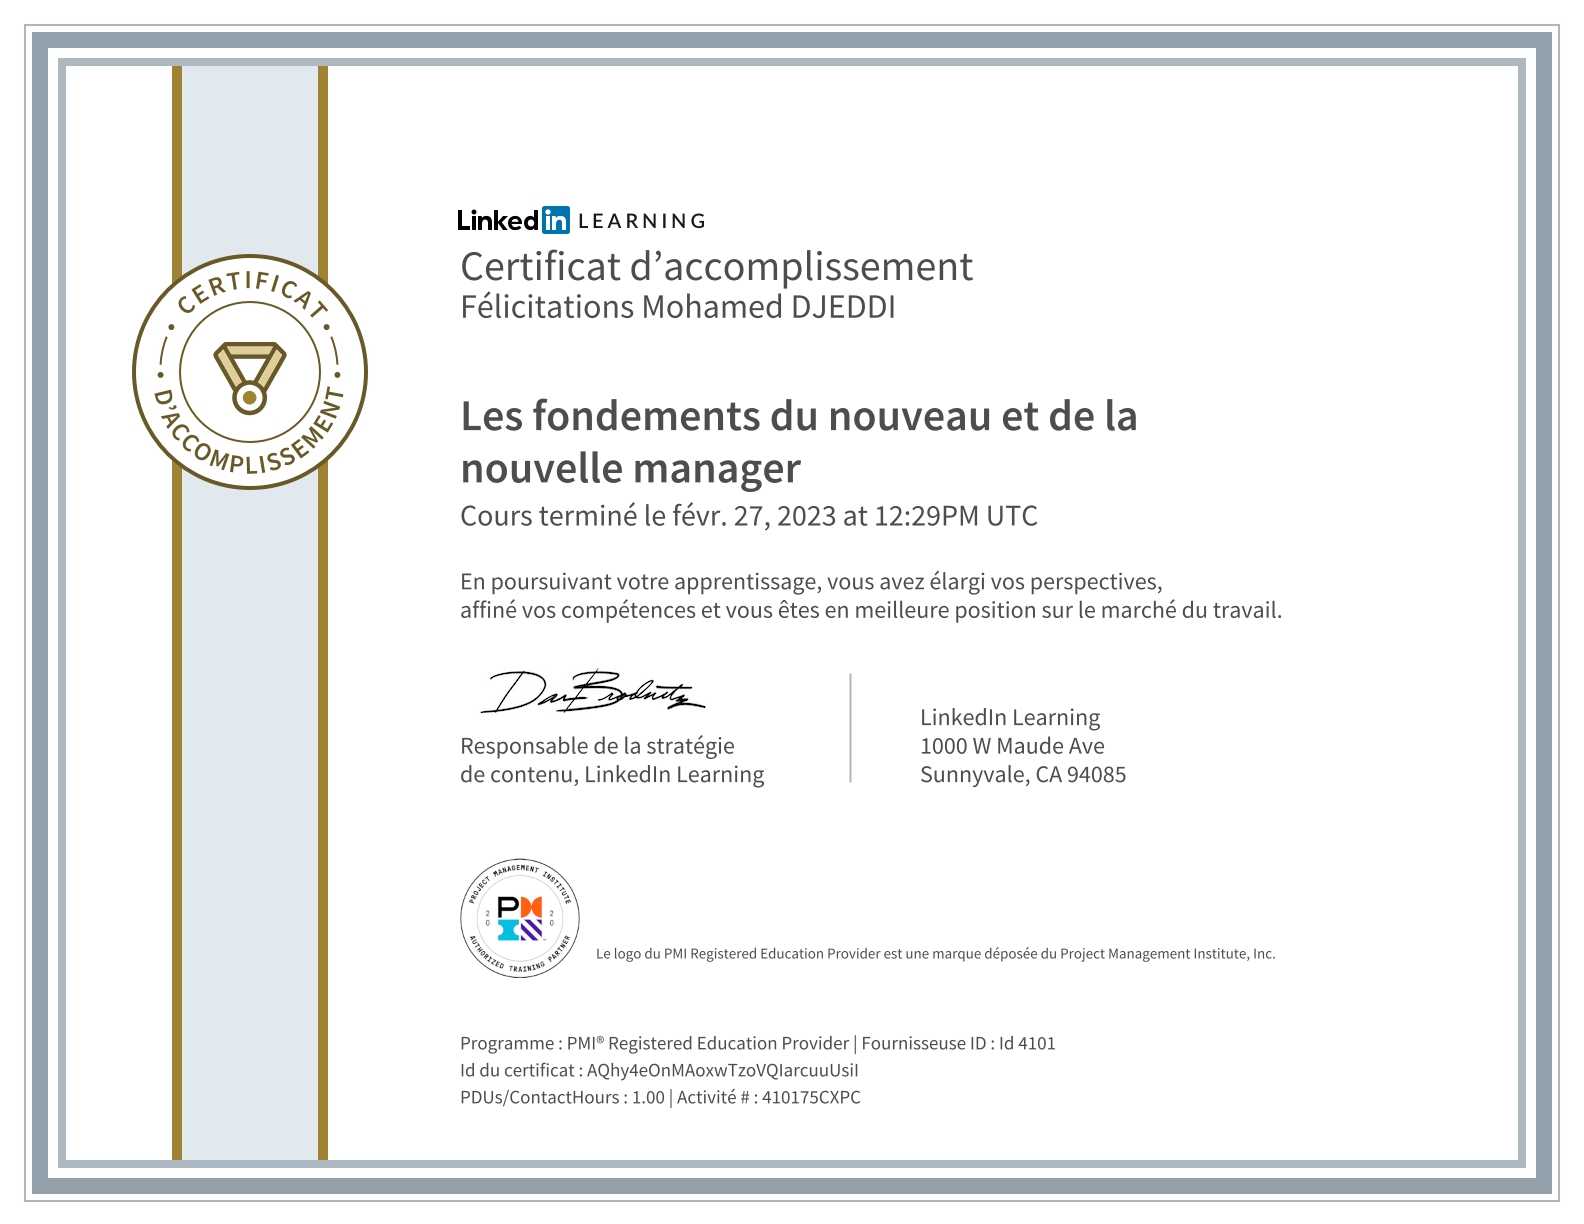 CERTIFICAT
D'ACCOMPLISSEMENT
Linkedin LEARNING
Certificat d’accomplissement
Félicitations Mohamed DJEDDI
Les fondements du nouveau et de la
nouvelle manager
Cours terminé le févr. 27, 2023 at 12:29PM UTC
En poursuivant votre apprentissage, vous avez élargi vos perspectives,
affiné vos compétences et vous êtes en meilleure position sur le marché du travail.
Dan Brodnitz
Responsable de la stratégie
de contenu, LinkedIn Learning
LinkedIn Learning
1000 W Maude Ave
Sunnyvale, CA 94085
PROJECT MANAGEMENT INSTITUTE
20 20
AUTHORIZED TRAINING PARTNER
Le logo du PMI Registered Education Provider est une marque déposée du Project Management Institute, Inc.
Programme : PMI® Registered Education Provider | Fournisseuse ID : Id 4101
Id du certificat : AQhy4eOnMAoxwTzoVQIarcuuUsiI
PDUs/ContactHours : 1.00 | Activité # : 410175CXPC